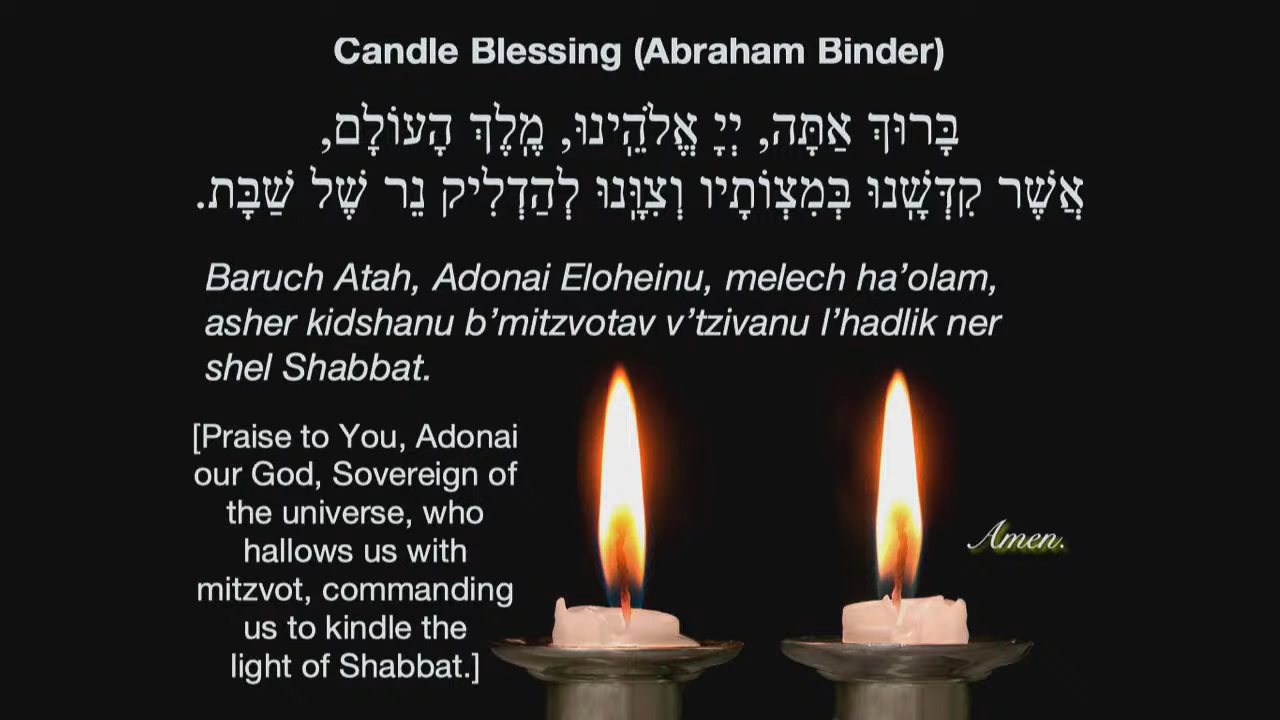 Candle Blessing (Abraham Binder)
בָּרוּךְ אַתָּה, יְיָ אֱלֹהֵֽינוּ, מֶֽלֶךְ הָעוֹלָם,
אֲשֶׁר קִדְּשָֽׁנוּ בְּמִצְוֹתָיו וְצִוָּֽנוּ לְהַדְלִיק נֵר שֶׁל שַׁבָּת.
Baruch Atah, Adonai Eloheinu, melech ha’olam,
asher kidshanu b’mitzvotav v’tzivanu l’hadlik ner
shel Shabbat.
[Praise to You, Adonai
our God, Sovereign of
the universe, who
hallows us with
mitzvot, commanding
us to kindle the
light of Shabbat.]
Amen.